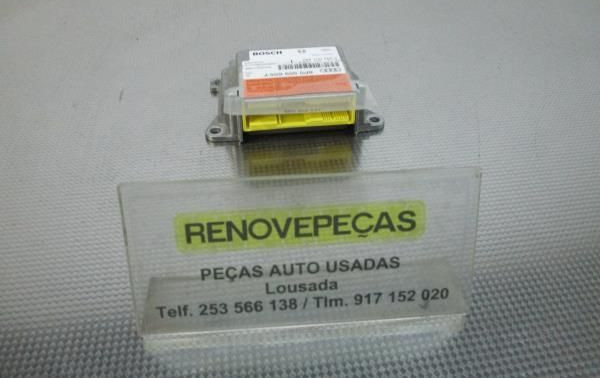 BOSCH
RENOVEPEÇAS
PEÇAS AUTO USADAS
Lousada
Telf. 253 566 138 / Tlm. 917 152 020